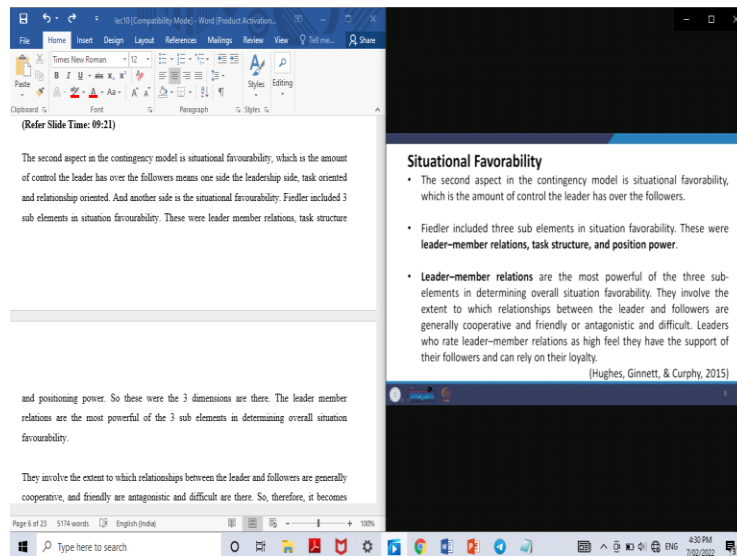 lec10 [Compatibility Mode] - Word (Product Activation...
File Home Insert Design Layout References Mailings Review View Tell me... Share
Times New Roman 12
Paste
B I U abc x₂ x²
A Aa A A
Styles Editing
Clipboard Font Paragraph Styles
(Refer Slide Time: 09:21)
The second aspect in the contingency model is situational favourability, which is the amount
of control the leader has over the followers means one side the leadership side, task oriented
and relationship oriented. And another side is the situational favourability. Fiedler included 3
sub elements in situation favourability. These were leader member relations, task structure
and positioning power. So these were the 3 dimensions are there. The leader member
relations are the most powerful of the 3 sub elements in determining overall situation
favourability.
They involve the extent to which relationships between the leader and followers are generally
cooperative, and friendly are antagonistic and difficult are there. So, therefore, it becomes
Page 6 of 23 5174 words English (India) 100%
Situational Favorability
• The second aspect in the contingency model is situational favorability,
which is the amount of control the leader has over the followers.
• Fiedler included three sub elements in situation favorability. These were
leader–member relations, task structure, and position power.
• Leader–member relations are the most powerful of the three sub-
elements in determining overall situation favorability. They involve the
extent to which relationships between the leader and followers are
generally cooperative and friendly or antagonistic and difficult. Leaders
who rate leader–member relations as high feel they have the support of
their followers and can rely on their loyalty.
(Hughes, Ginnett, & Curphy, 2015)
Type here to search
ENG
4:30 PM
7/02/2022